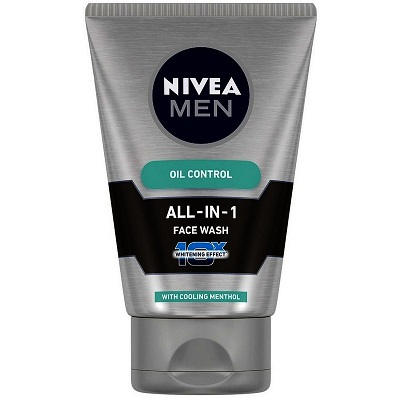 NIVEA
MEN
OIL CONTROL
ALL-IN-1
FACE WASH
10X
WHITENING EFFECT*
WITH COOLING MENTHOL